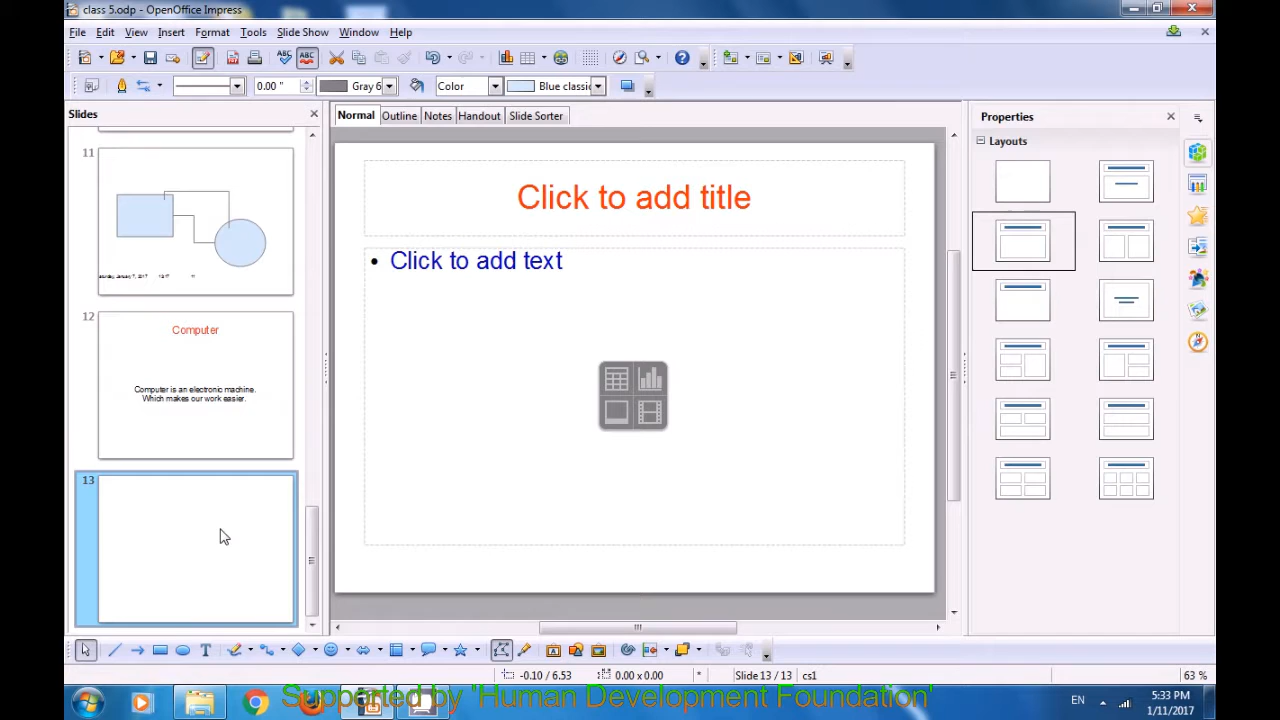 class 5.odp - OpenOffice Impress
File Edit View Insert Format Tools Slide Show Window Help
0.00 " Gray 6 Color Blue classic
Slides
Normal Outline Notes Handout Slide Sorter
Properties
Layouts
11
12
Computer
Computer is an electronic machine.
Which makes our work easier.
13
Click to add title
• Click to add text
-0.10 / 6.53 0.00 x 0.00 * Slide 13 / 13 cs1 63 %
Supported by 'Human Development Foundation'
EN
5:33 PM
1/11/2017